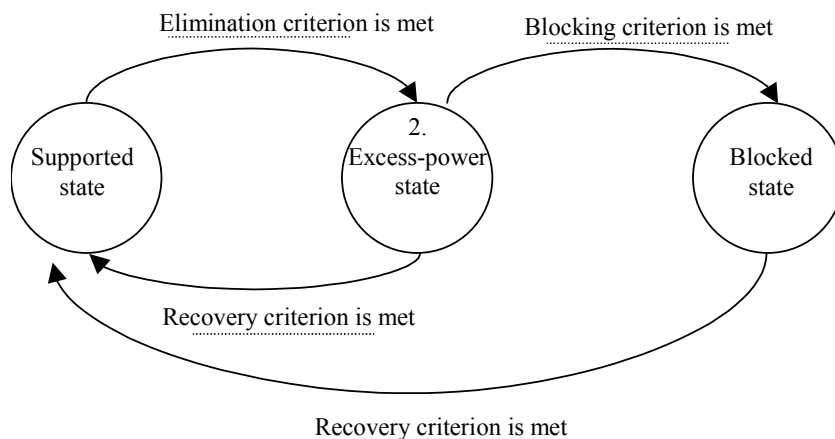 Elimination criterion is met
Blocking criterion is met
Supported
state
2.
Excess-power
state
Blocked
state
Recovery criterion is met
Recovery criterion is met